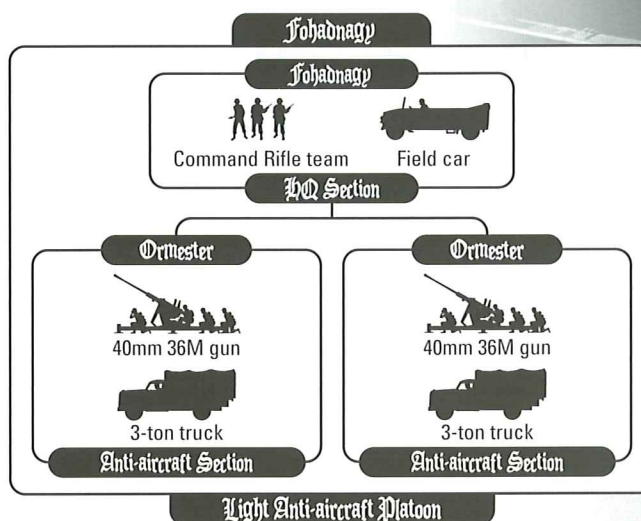 Fohadnagy
Fohadnagy
Command Rifle team
Field car
HQ Section
Ormester
Ormester
40mm 36M gun
40mm 36M gun
3-ton truck
3-ton truck
Anti-aircraft Section
Anti-aircraft Section
Light Anti-aircraft Platoon